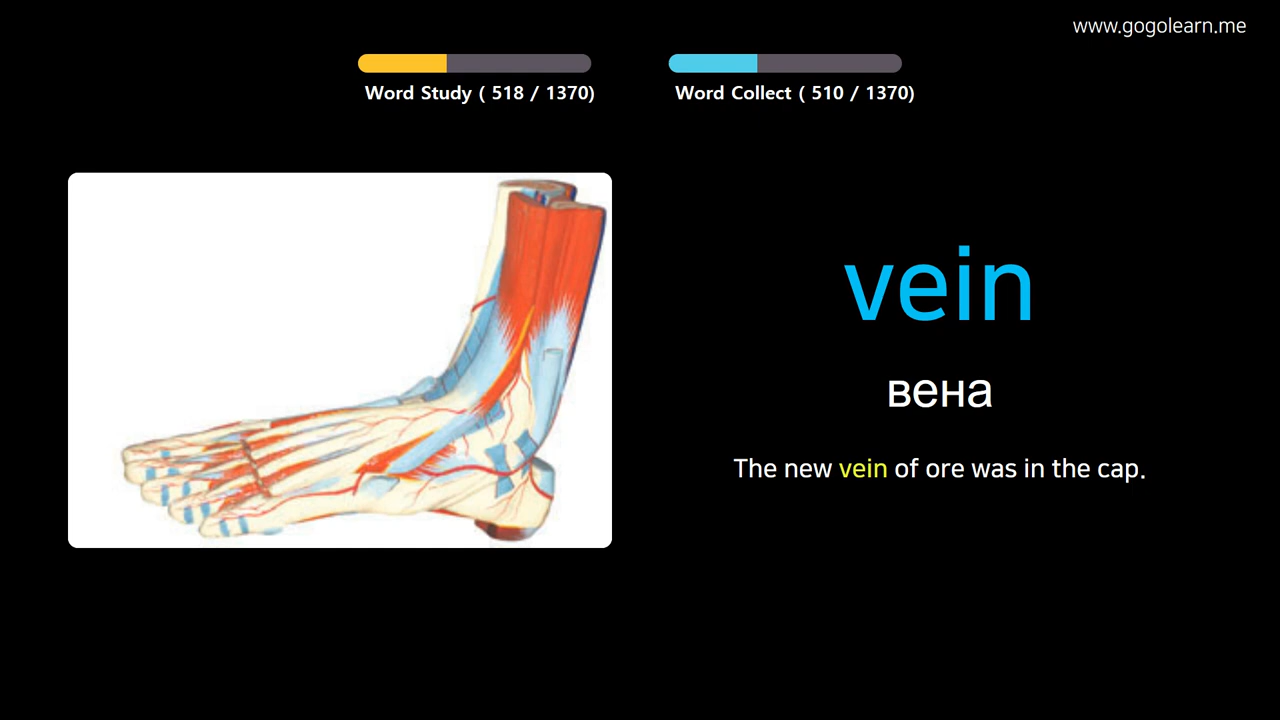 www.gogolearn.me
Word Study ( 518 / 1370)
Word Collect ( 510 / 1370)
vein
вена
The new vein of ore was in the cap.